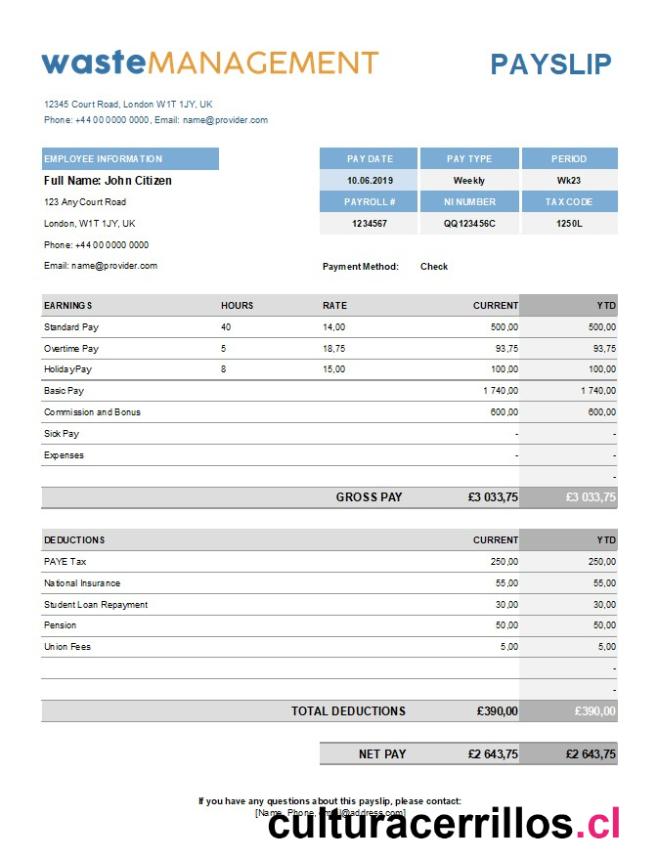 wasteMANAGEMENT PAYSLIP
12345 Court Road, London W1T 1JY, UK
Phone: +44 00 0000 0000, Email: name@provider.com
EMPLOYEE INFORMATION PAY DATE PAY TYPE PERIOD
Full Name: John Citizen 10.06.2019 Weekly Wk23
123 Any Court Road PAYROLL # NI NUMBER TAX CODE
London, W1T 1JY, UK 1234567 QQ123456C 1250L
Phone: +44 00 0000 0000
Email: name@provider.com Payment Method: Check
EARNINGS HOURS RATE CURRENT YTD
Standard Pay 40 14,00 500,00 500,00
Overtime Pay 5 18,75 93,75 93,75
Holiday Pay 8 15,00 100,00 100,00
Basic Pay 1 740,00 1 740,00
Commission and Bonus 600,00 600,00
Sick Pay - -
Expenses - -
-
GROSS PAY £3 033,75 £3 033,75
DEDUCTIONS CURRENT YTD
PAYE Tax 250,00 250,00
National Insurance 55,00 55,00
Student Loan Repayment 30,00 30,00
Pension 50,00 50,00
Union Fees 5,00 5,00
-
-
TOTAL DEDUCTIONS £390,00 £390,00
NET PAY £2 643,75 £2 643,75
If you have any questions about this payslip, please contact:
[Name, Phone, email@address.com]
culturacerrillos.cl